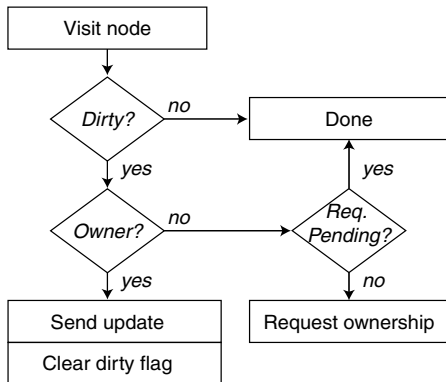 Visit node
Dirty?
no
Done
yes
yes
Owner?
no
Req.
Pending?
yes
no
Send update
Request ownership
Clear dirty flag